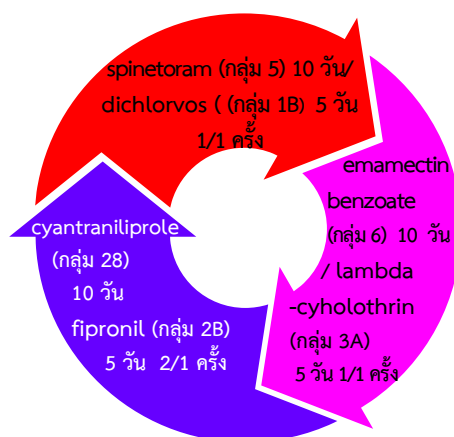 spinetoram (กลุ่ม 5) 10 วัน/
dichlorvos ( (กลุ่ม 1B) 5 วัน
1/1 ครั้ง
emamectin
benzoate
(กลุ่ม 6) 10 วัน
/ lambda
-cyholothrin
(กลุ่ม 3A)
5 วัน 1/1 ครั้ง
cyantraniliprole
(กลุ่ม 28)
10 วัน
fipronil (กลุ่ม 2B)
5 วัน 2/1 ครั้ง